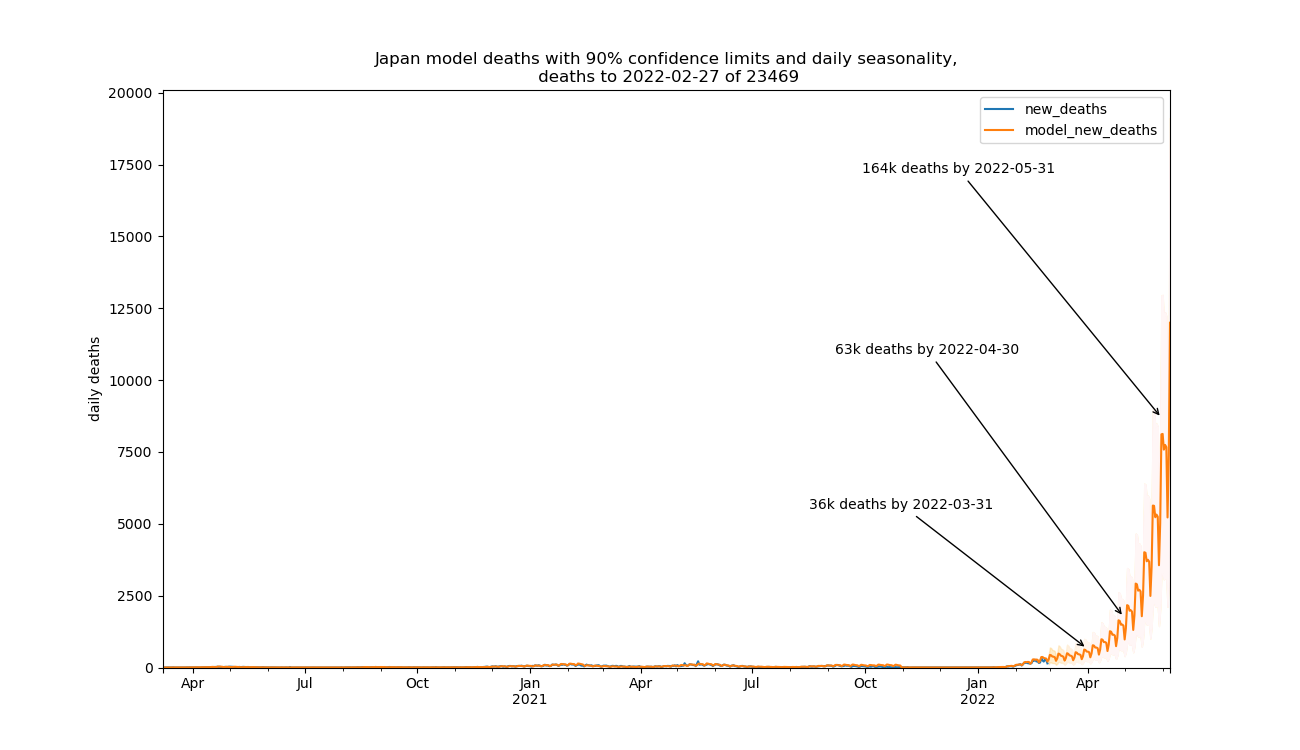 Japan model deaths with 90% confidence limits and daily seasonality,
deaths to 2022-02-27 of 23469
20000
17500
15000
12500
10000
7500
5000
2500
0
daily deaths
new_deaths
model_new_deaths
164k deaths by 2022-05-31
63k deaths by 2022-04-30
36k deaths by 2022-03-31
Apr
Jul
Oct
Jan
2021
Apr
Jul
Oct
Jan
2022
Apr